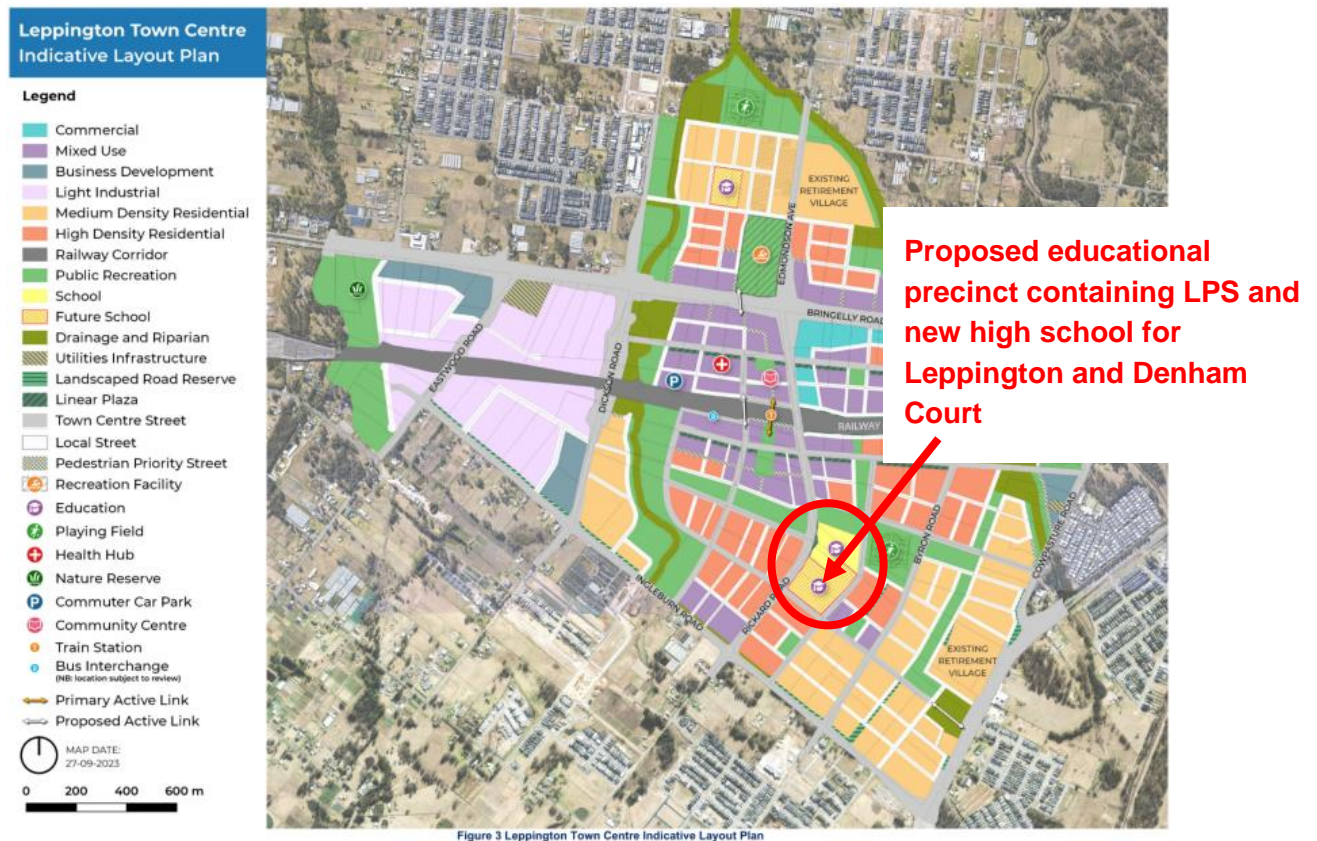 Leppington Town Centre
Indicative Layout Plan
Legend
Commercial
Mixed Use
Business Development
Light Industrial
Medium Density Residential
High Density Residential
Railway Corridor
Public Recreation
School
Future School
Drainage and Riparian
Utilities Infrastructure
Landscaped Road Reserve
Linear Plaza
Town Centre Street
Local Street
Pedestrian Priority Street
Recreation Facility
Education
Playing Field
Health Hub
Nature Reserve
Commuter Car Park
Community Centre
Train Station
Bus Interchange
(NB: location subject to review)
Primary Active Link
Proposed Active Link
MAP DATE:
27-09-2023
0 200 400 600 m
EXISTING
RETIREMENT
VILLAGE
EDMONDSON AVE
BRINGELLY ROAD
EASTWOOD ROAD
DICKSON ROAD
P
T
B
RAILWAY
Proposed educational
precinct containing LPS and
new high school for
Leppington and Denham
Court
INGLEBURN ROAD
RICKARD ROAD
BYRON ROAD
COWPASTURE ROAD
EXISTING
RETIREMENT
VILLAGE
Figure 3 Leppington Town Centre Indicative Layout Plan